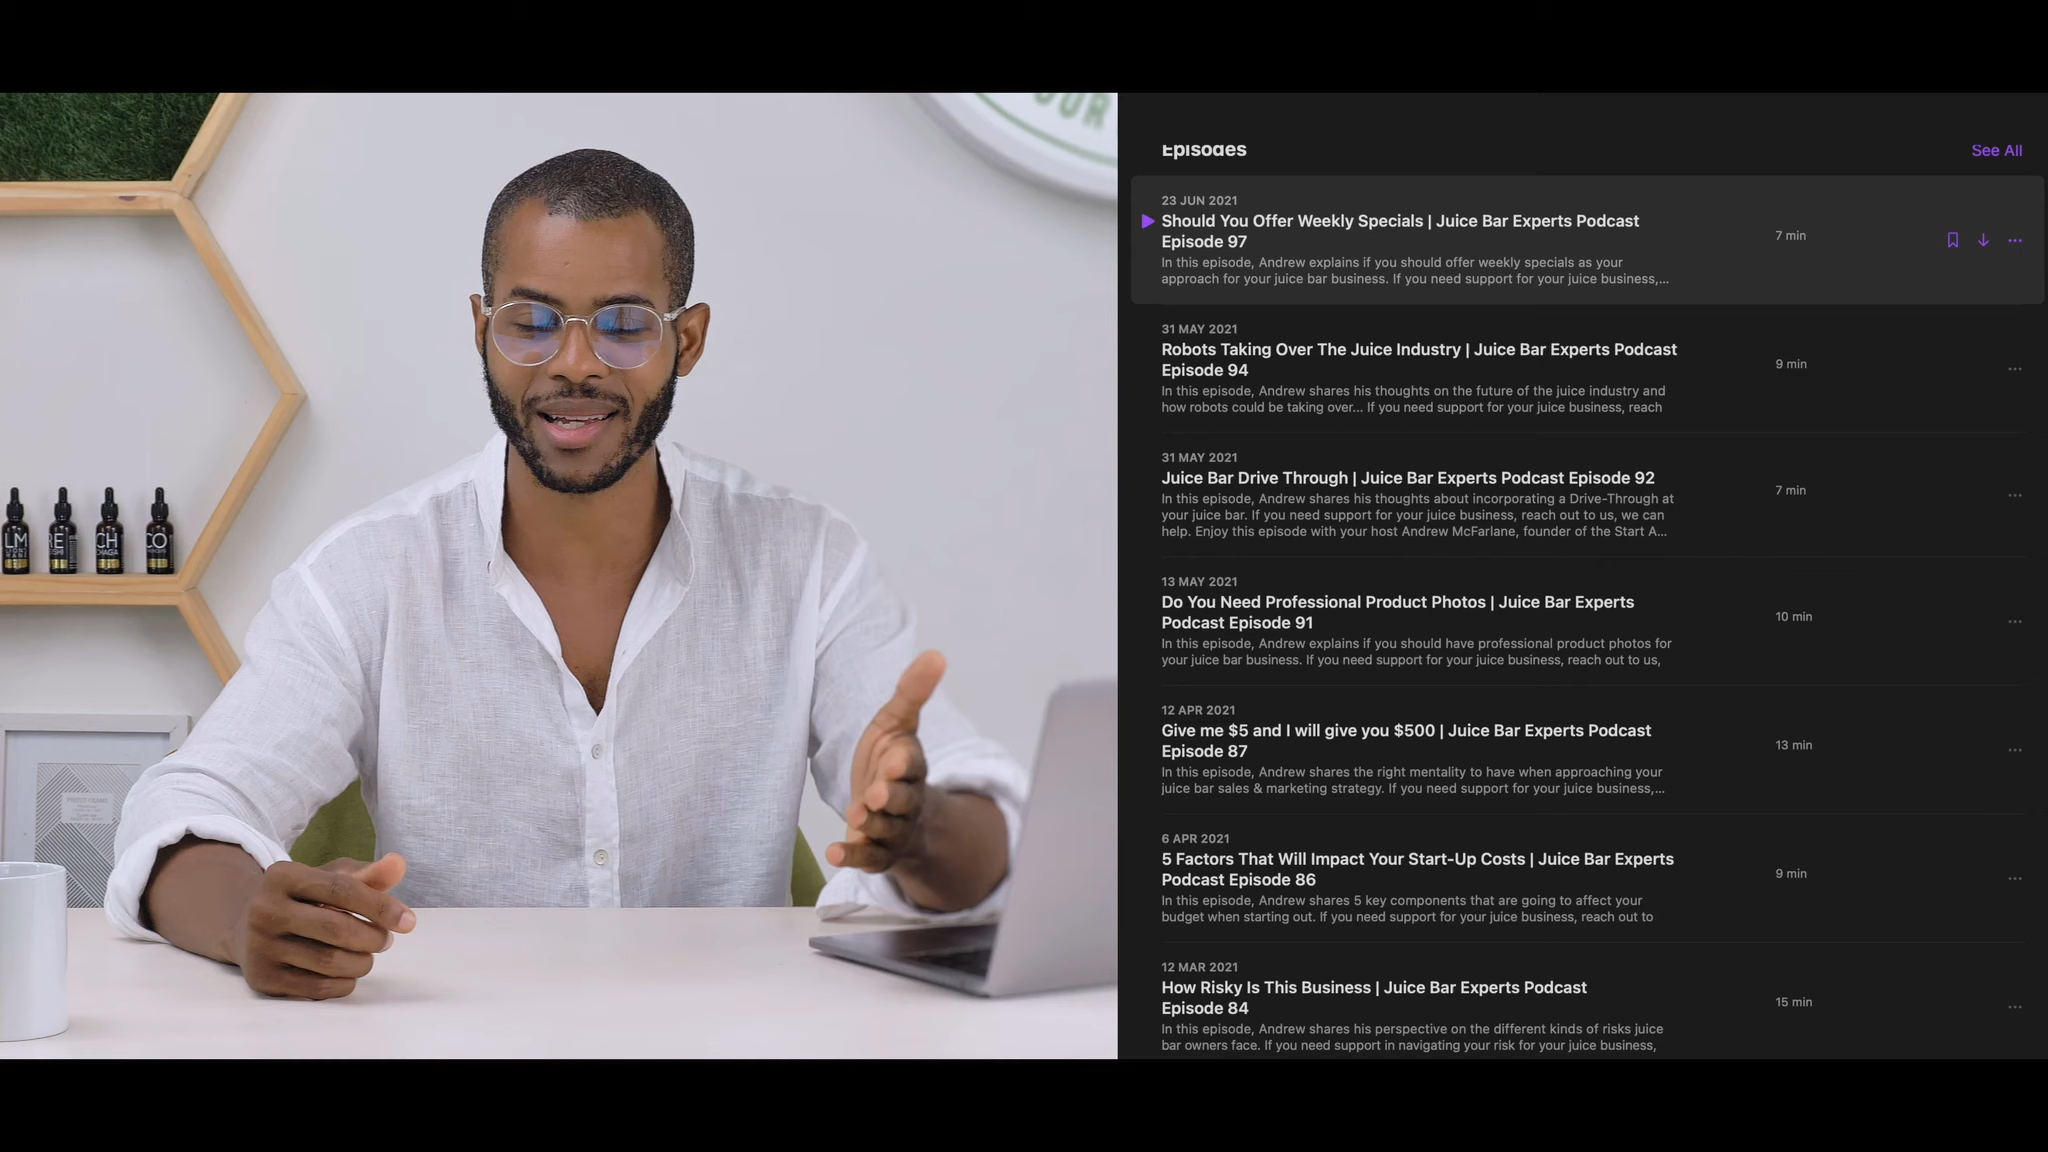 OUR
LM
LION'S
MANE
RE
ISHI
CH
CHAGA
CO
Episodes
See All
23 JUN 2021
Should You Offer Weekly Specials | Juice Bar Experts Podcast
Episode 97
7 min
In this episode, Andrew explains if you should offer weekly specials as your
approach for your juice bar business. If you need support for your juice business,...
31 MAY 2021
Robots Taking Over The Juice Industry | Juice Bar Experts Podcast
Episode 94
9 min
In this episode, Andrew shares his thoughts on the future of the juice industry and
how robots could be taking over... If you need support for your juice business, reach
31 MAY 2021
Juice Bar Drive Through | Juice Bar Experts Podcast Episode 92
7 min
In this episode, Andrew shares his thoughts about incorporating a Drive-Through at
your juice bar. If you need support for your juice business, reach out to us, we can
help. Enjoy this episode with your host Andrew McFarlane, founder of the Start A...
13 MAY 2021
Do You Need Professional Product Photos | Juice Bar Experts
Podcast Episode 91
10 min
In this episode, Andrew explains if you should have professional product photos for
your juice bar business. If you need support for your juice business, reach out to us,
12 APR 2021
Give me $5 and I will give you $500 | Juice Bar Experts Podcast
Episode 87
13 min
In this episode, Andrew shares the right mentality to have when approaching your
juice bar sales & marketing strategy. If you need support for your juice business,...
6 APR 2021
5 Factors That Will Impact Your Start-Up Costs | Juice Bar Experts
Podcast Episode 86
9 min
In this episode, Andrew shares 5 key components that are going to affect your
budget when starting out. If you need support for your juice business, reach out to
12 MAR 2021
How Risky Is This Business | Juice Bar Experts Podcast
Episode 84
15 min
In this episode, Andrew shares his perspective on the different kinds of risks juice
bar owners face. If you need support in navigating your risk for your juice business,